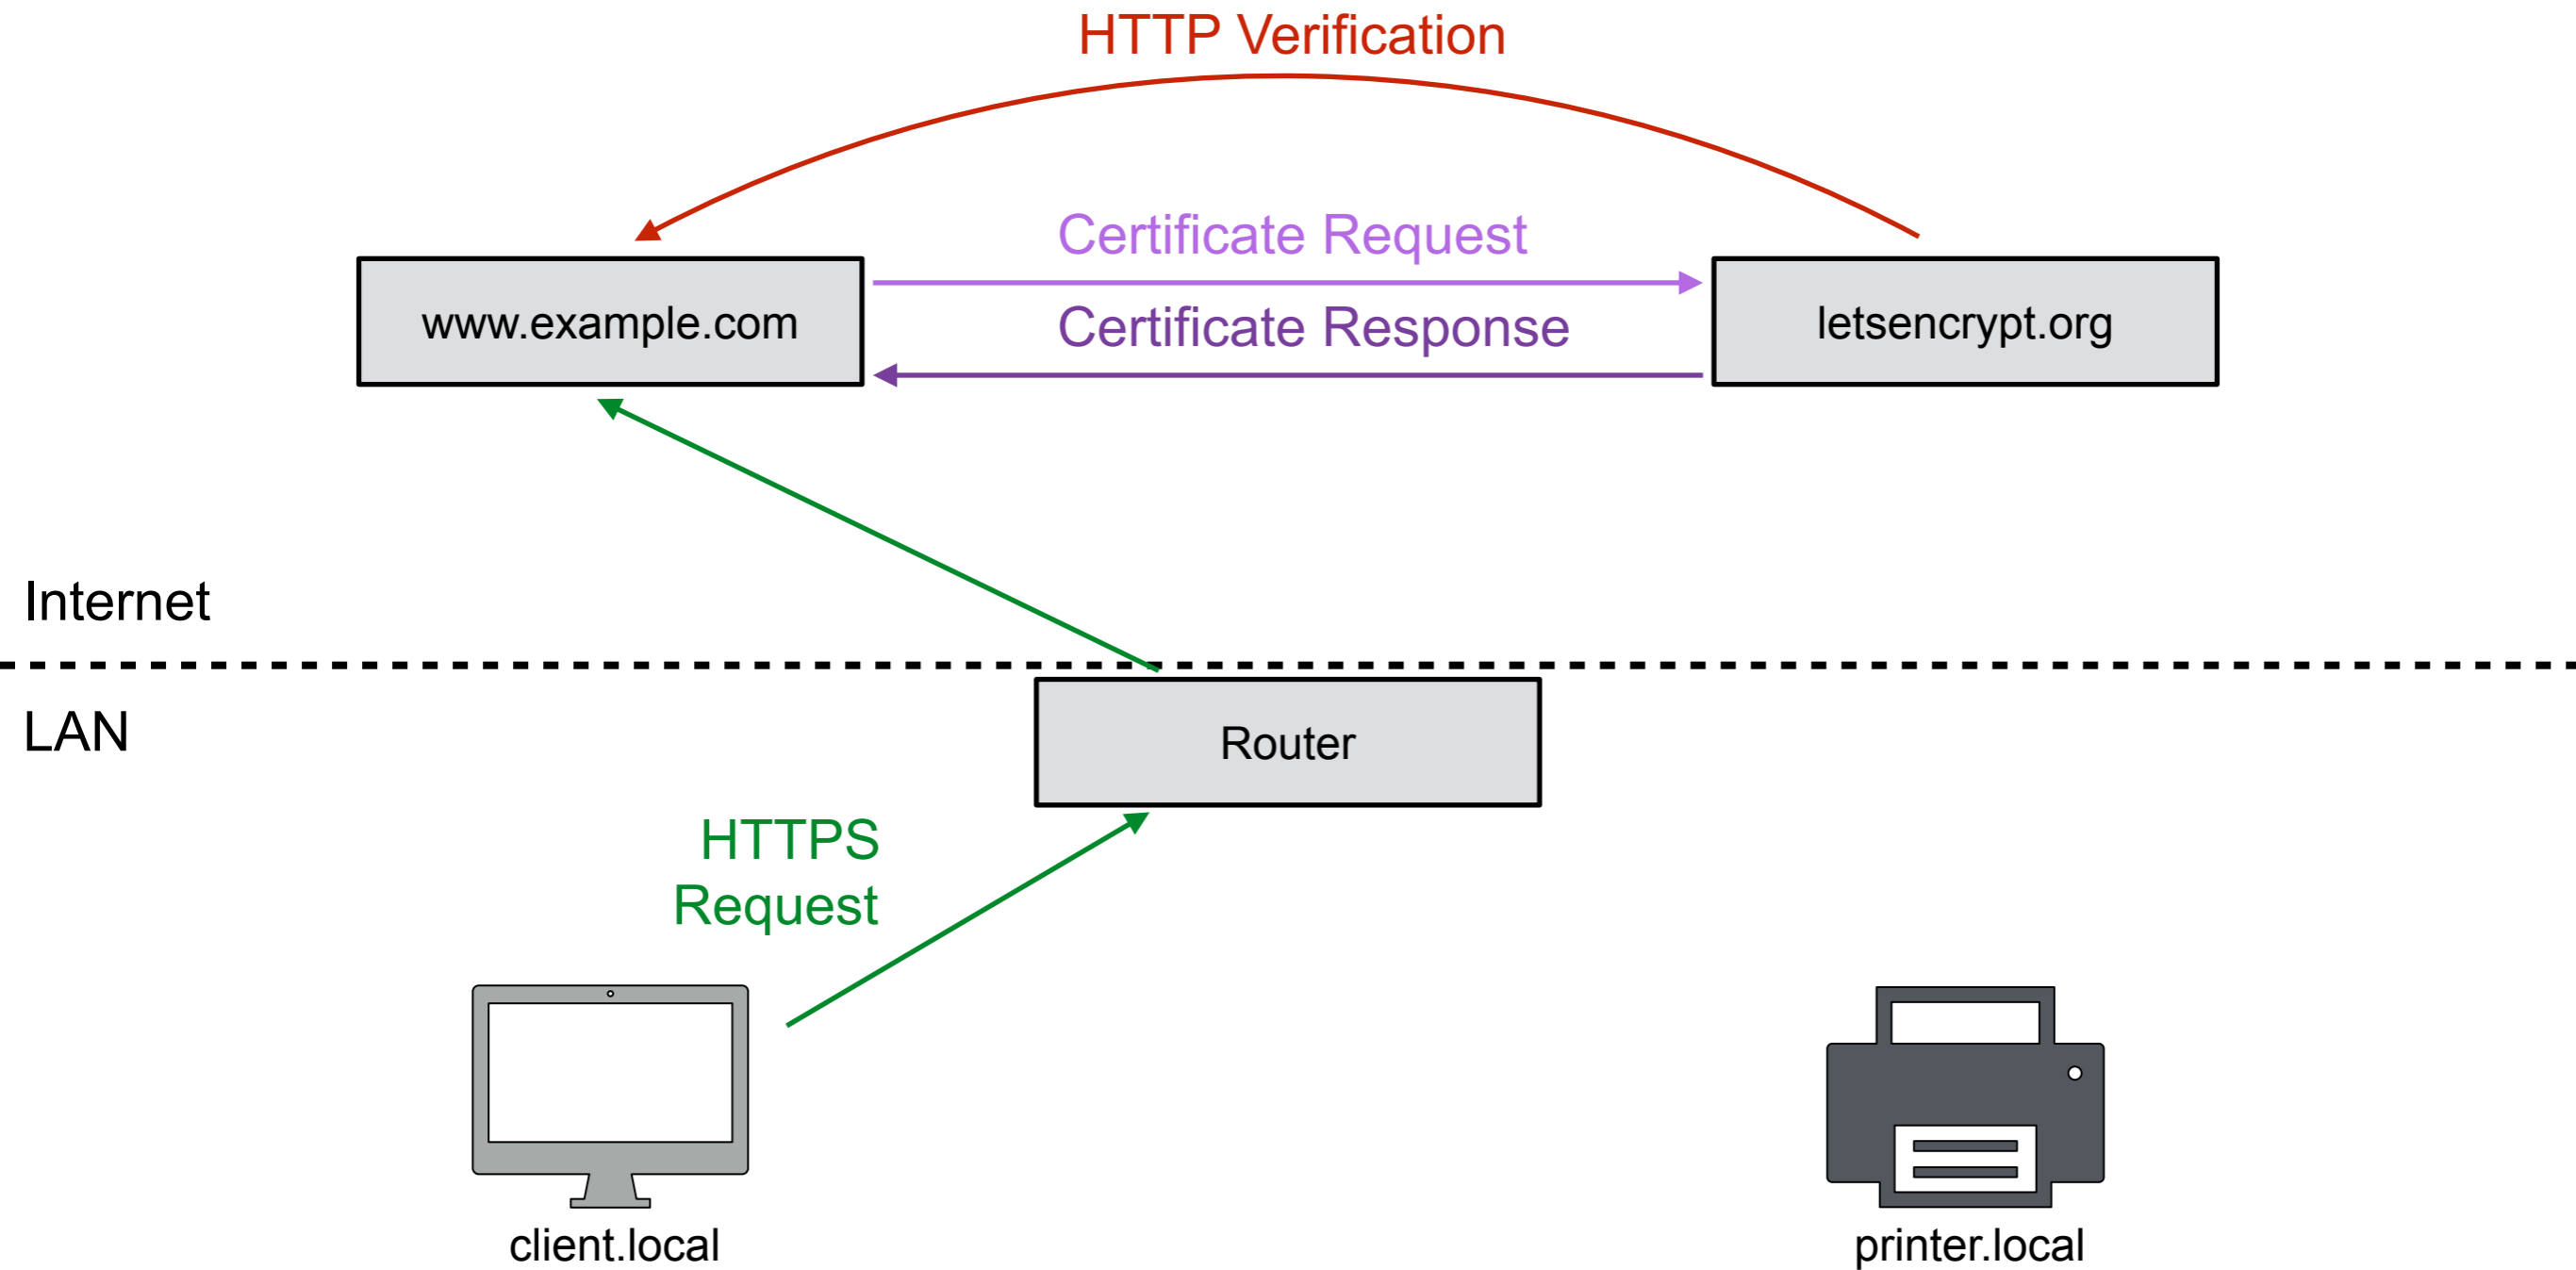 HTTP Verification
Certificate Request
www.example.com
Certificate Response
letsencrypt.org
Internet
LAN
Router
HTTPS
Request
client.local
printer.local